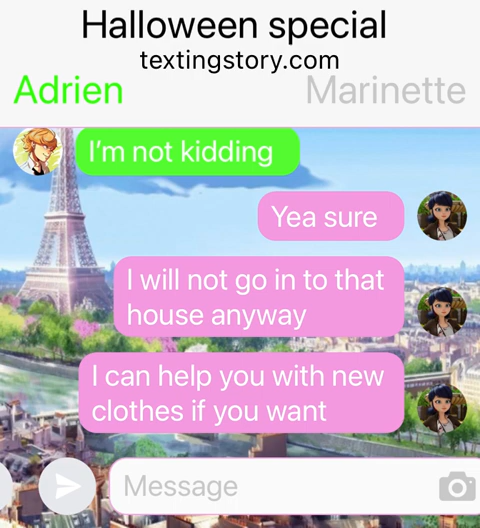 Halloween special
textingstory.com
Adrien Marinette
I'm not kidding
Yea sure
I will not go in to that
house anyway
I can help you with new
clothes if you want
Message